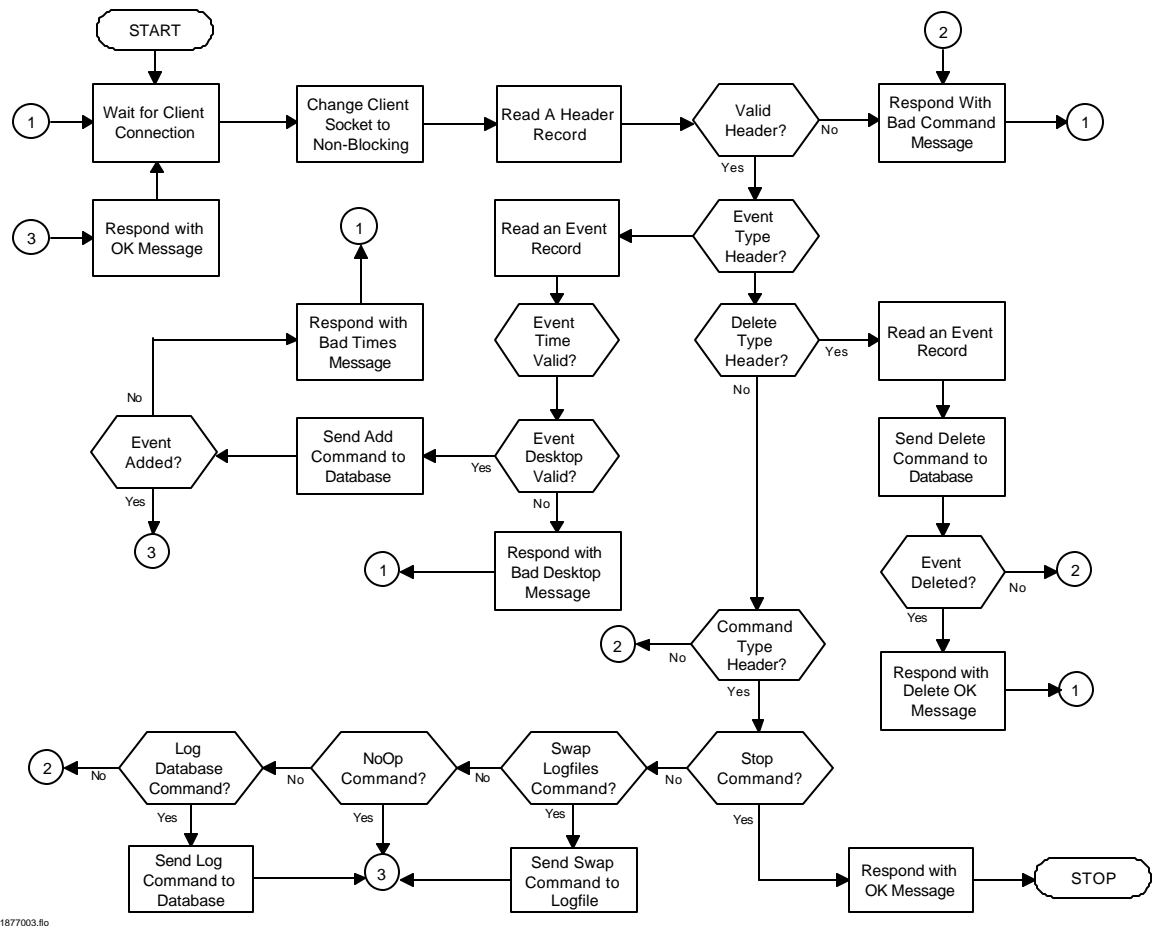 START
2
Wait for Client
Connection
Change Client
Socket to
Non-Blocking
Read A Header
Record
Valid
Header?
No
Respond With
Bad Command
Message
1
1
Yes
3
Respond with
OK Message
1
Read an Event
Record
Event
Type
Header?
Respond with
Bad Times
Message
Event
Time
Valid?
Delete
Type
Header?
Yes
Read an Event
Record
No
No
Event
Added?
Send Add
Command to
Database
Yes
Event
Desktop
Valid?
Send Delete
Command to
Database
Yes
No
3
1
Respond with
Bad Desktop
Message
Event
Deleted?
No
2
Yes
2
No
Command
Type
Header?
Respond with
Delete OK
Message
1
Yes
2
No
Log
Database
Command?
No
NoOp
Command?
No
Swap
Logfiles
Command?
No
Stop
Command?
Yes
Yes
Yes
Yes
Send Log
Command to
Database
3
Send Swap
Command to
Logfile
Respond with
OK Message
STOP
1877003.flo